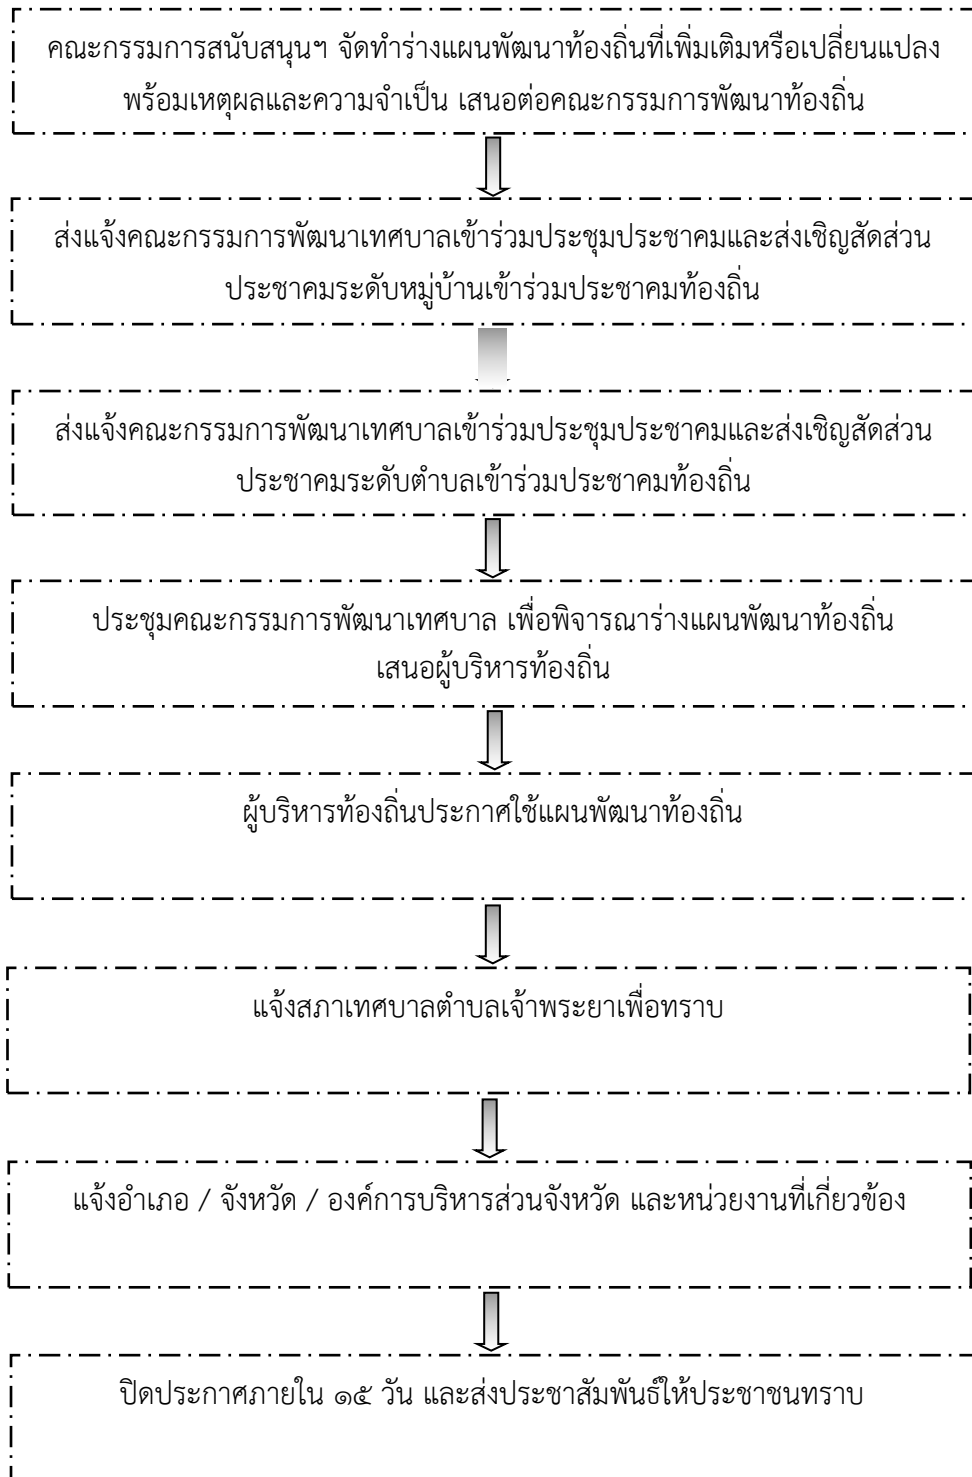 คณะกรรมการสนับสนุนฯ จัดทำร่างแผนพัฒนาท้องถิ่นที่เพิ่มเติมหรือเปลี่ยนแปลง
พร้อมเหตุผลและความจำเป็น เสนอต่อคณะกรรมการพัฒนาท้องถิ่น
ส่งแจ้งคณะกรรมการพัฒนาเทศบาลเข้าร่วมประชุมประชาคมและส่งเชิญสัดส่วน
ประชาคมระดับหมู่บ้านเข้าร่วมประชาคมท้องถิ่น
ส่งแจ้งคณะกรรมการพัฒนาเทศบาลเข้าร่วมประชุมประชาคมและส่งเชิญสัดส่วน
ประชาคมระดับตำบลเข้าร่วมประชาคมท้องถิ่น
ประชุมคณะกรรมการพัฒนาเทศบาล เพื่อพิจารณาร่างแผนพัฒนาท้องถิ่น
เสนอผู้บริหารท้องถิ่น
ผู้บริหารท้องถิ่นประกาศใช้แผนพัฒนาท้องถิ่น
แจ้งสภาเทศบาลตำบลเจ้าพระยาเพื่อทราบ
แจ้งอำเภอ / จังหวัด / องค์การบริหารส่วนจังหวัด และหน่วยงานที่เกี่ยวข้อง
ปิดประกาศภายใน ๑๕ วัน และส่งประชาสัมพันธ์ให้ประชาชนทราบ